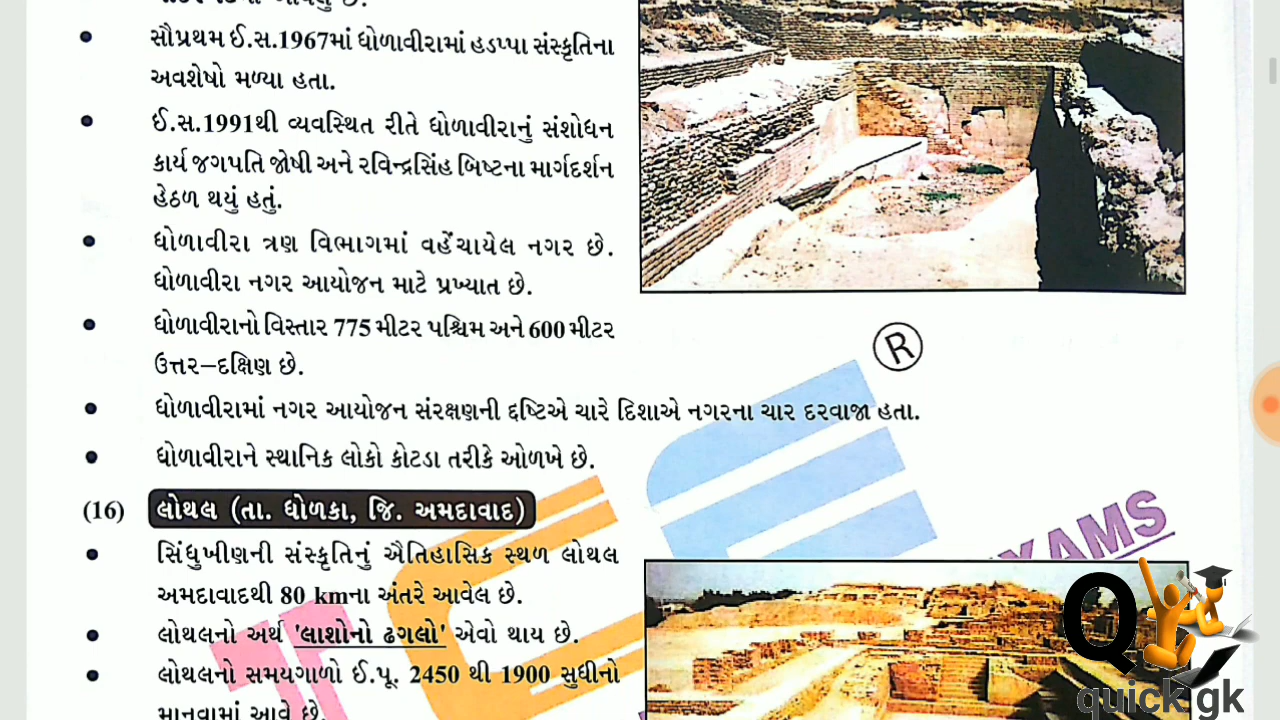 સૌપ્રથમ ઈ.સ.1967માં ધોળાવીરામાં હડપ્પા સંસ્કૃતિના
અવશેષો મળ્યા હતા.
ઈ.સ.1991થી વ્યવસ્થિત રીતે ધોળાવીરાનું સંશોધન
કાર્ય જગપતિ જોષી અને રવિન્દ્રસિંહ બિષ્ટના માર્ગદર્શન
હેઠળ થયું હતું.
ધોળાવીરા ત્રણ વિભાગમાં વહેંચાયેલ નગર છે.
ધોળાવીરા નગર આયોજન માટે પ્રખ્યાત છે.
ધોળાવીરાનો વિસ્તાર 775 મીટર પશ્ચિમ અને 600 મીટર
ઉત્તર–દક્ષિણ છે.
R
ધોળાવીરામાં નગર આયોજન સંરક્ષણની દ્દષ્ટિએ ચારે દિશાએ નગરના ચાર દરવાજા હતા.
ધોળાવીરાને સ્થાનિક લોકો કોટડા તરીકે ઓળખે છે.
(16) લોથલ (તા. ધોળકા, જિ. અમદાવાદ)
સિંધુખીણની સંસ્કૃતિનું ઐતિહાસિક સ્થળ લોથલ
અમદાવાદથી 80 kmના અંતરે આવેલ છે.
લોથલનો અર્થ 'લાશોનો ઢગલો' એવો થાય છે.
લોથલનો સમયગાળો ઈ.પૂ. 2450 થી 1900 સુધીનો
માનવામાં આવે છે.
Q
quick gk